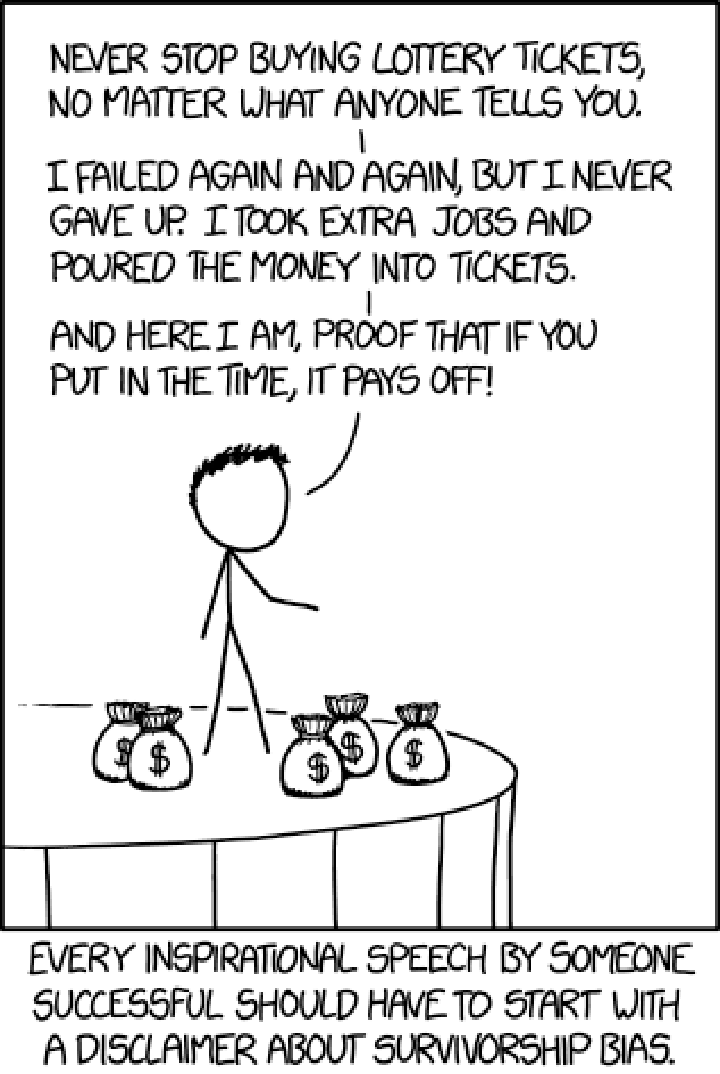 NEVER STOP BUYING LOTTERY TICKETS,
NO MATTER WHAT ANYONE TELLS YOU.
I FAILED AGAIN AND AGAIN, BUT I NEVER
GAVE UP. I TOOK EXTRA JOBS AND
POURED THE MONEY INTO TICKETS.
AND HERE I AM, PROOF THAT IF YOU
PUT IN THE TIME, IT PAYS OFF!
$ $ $ $ $
EVERY INSPIRATIONAL SPEECH BY SOMEONE
SUCCESSFUL SHOULD HAVE TO START WITH
A DISCLAIMER ABOUT SURVIVORSHIP BIAS.